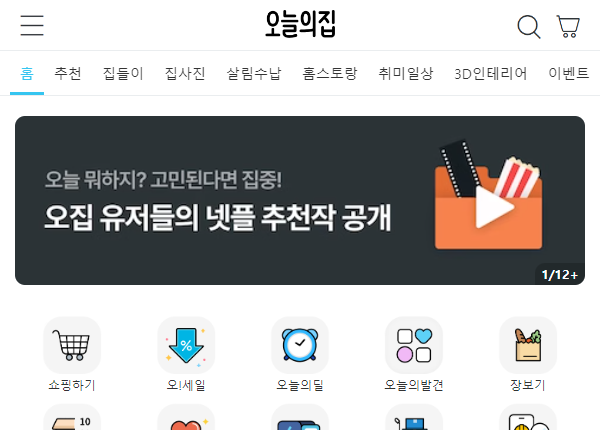 오늘의집
홈 추천 집들이 집사진 살림수납 홈스토랑 취미일상 3D인테리어 이벤트
오늘 뭐하지? 고민된다면 집중!
오집 유저들의 넷플 추천작 공개
1/12+
%
쇼핑하기 오!세일 오늘의딜 오늘의발견 장보기
10